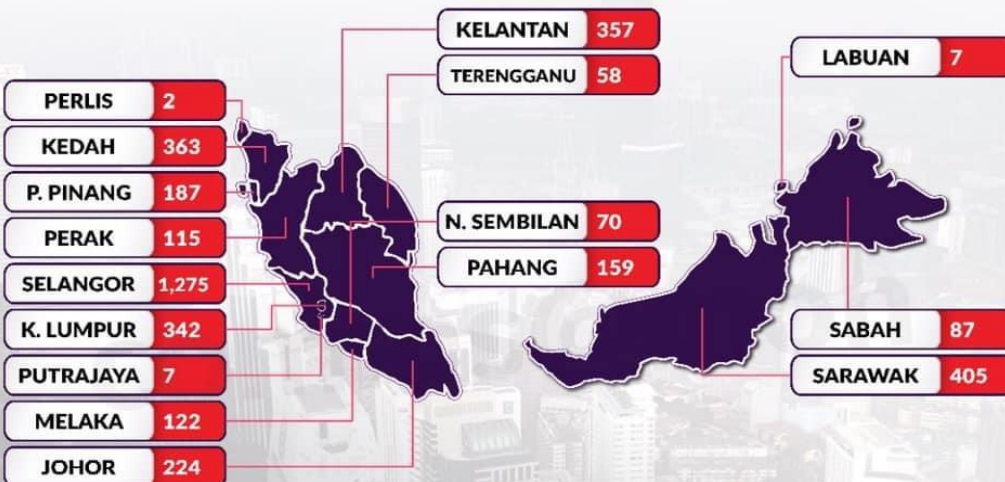 KELANTAN 357
TERENGGANU 58
LABUAN 7
PERLIS 2
KEDAH 363
P. PINANG 187
PERAK 115
SELANGOR 1,275
K. LUMPUR 342
PUTRAJAYA 7
MELAKA 122
JOHOR 224
N. SEMBILAN 70
PAHANG 159
SABAH 87
SARAWAK 405